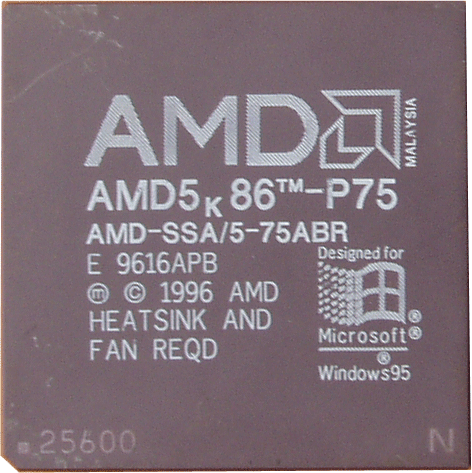 AMD
MALAYSIA
AMD5K86™-P75
AMD-SSA/5-75ABR
E 9616APB
ⓜ © 1996 AMD
HEATSINK AND
FAN REQD
Designed for
Microsoft®
®
Windows95
25600
N